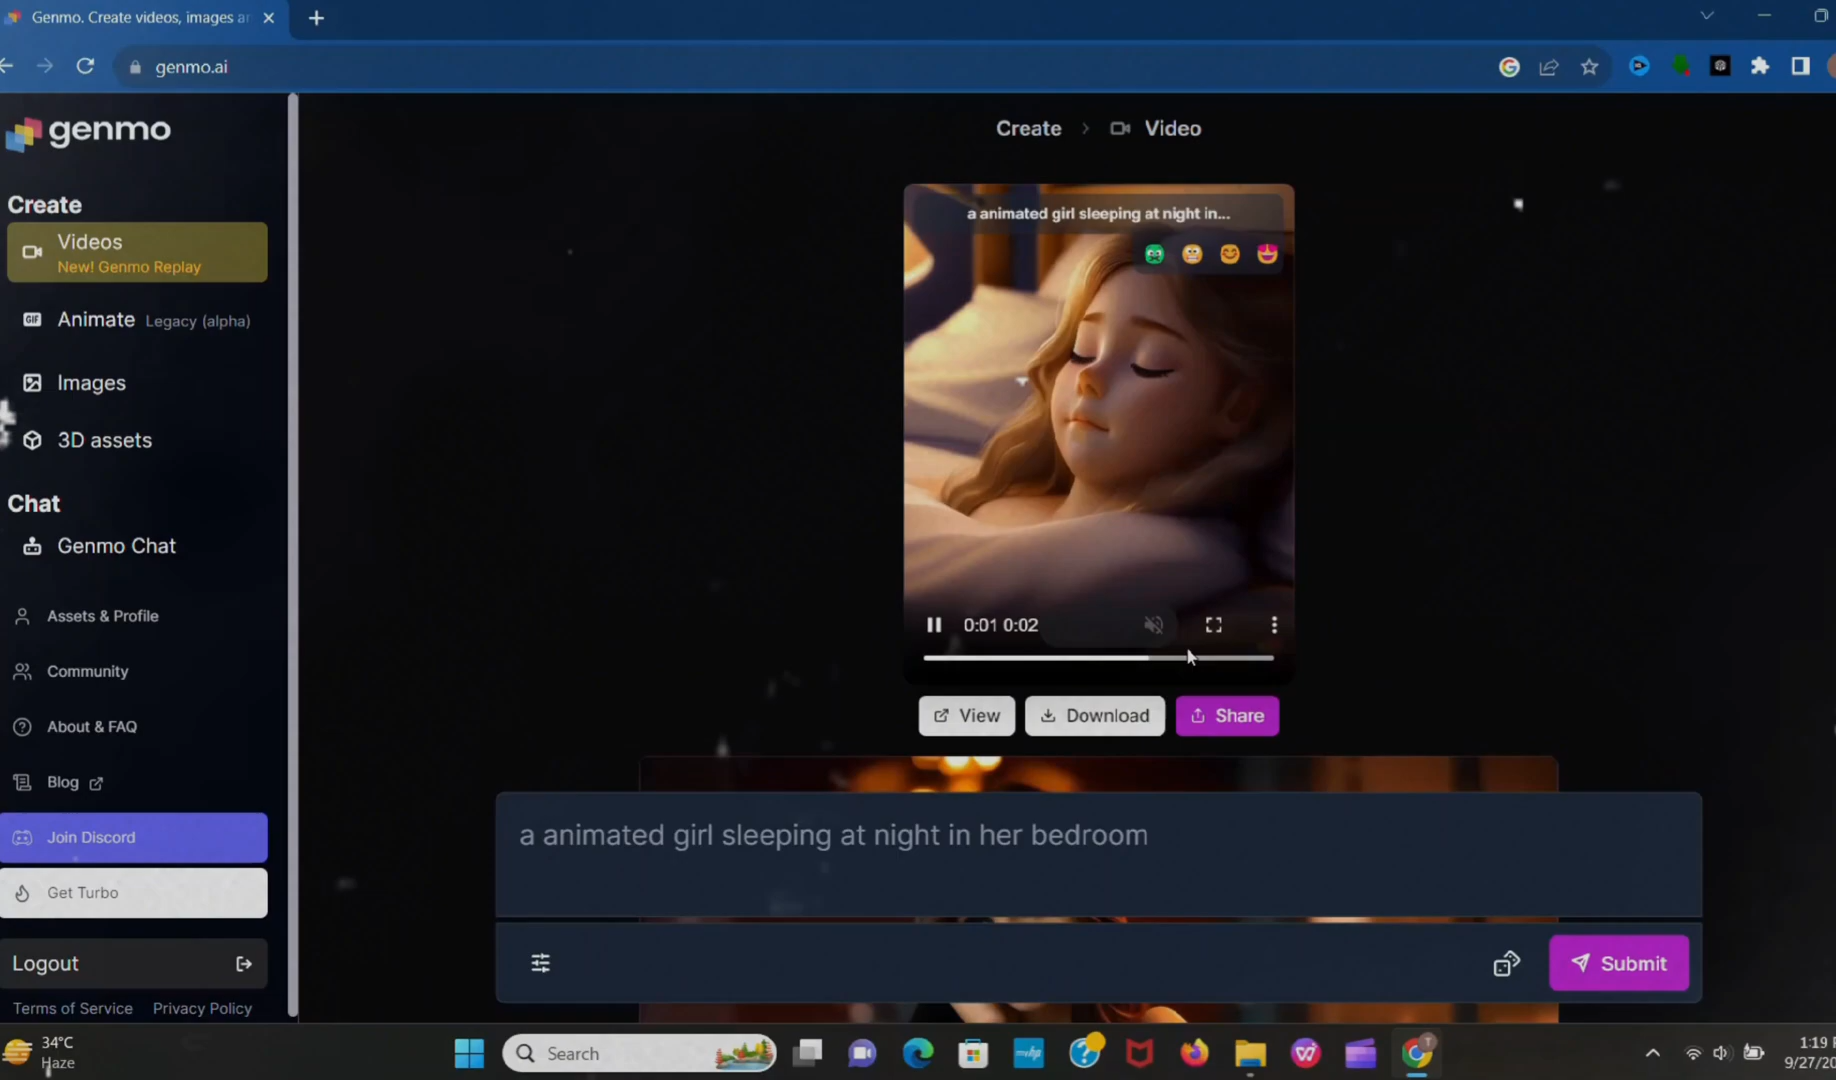 Genmo. Create videos, images ar
genmo.ai
genmo
Create
Videos
New! Genmo Replay
GIF
Animate Legacy (alpha)
Images
3D assets
Chat
Genmo Chat
Assets & Profile
Community
About & FAQ
Blog
Join Discord
Get Turbo
Logout
Terms of Service Privacy Policy
Create > Video
a animated girl sleeping at night in...
0:01 0:02
View Download Share
a animated girl sleeping at night in her bedroom
Submit
34°C
Haze
Search
myhp
T
1:19
9/27/20